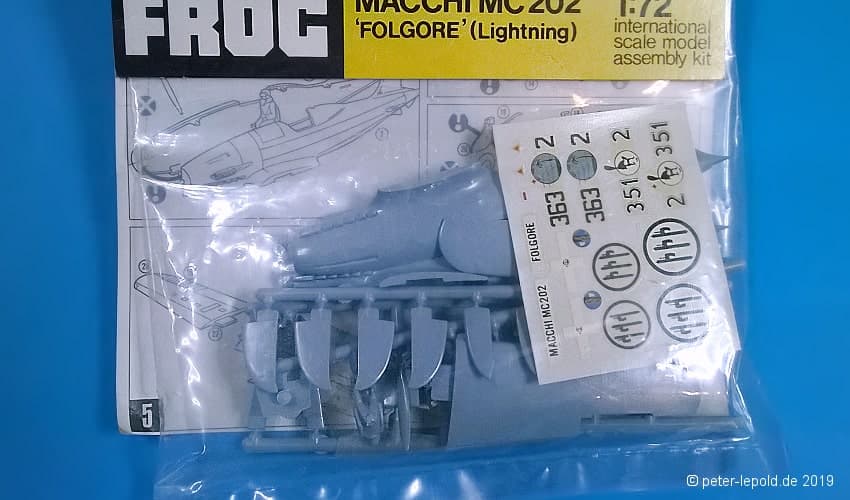 FROG
MACCHI MC 202
'FOLGORE' (Lightning)
1:72
international
scale model
assembly kit
2
2
2
351
363
363
351
2
FOLGORE
MACCHI MC 202
5
© peter-lepold.de 2019